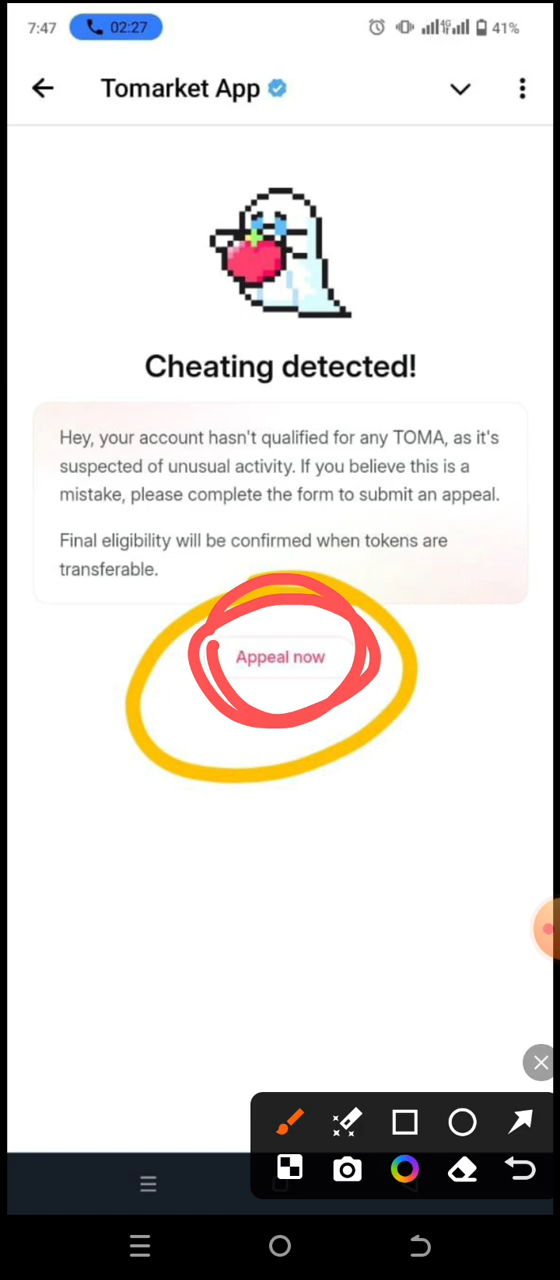 7:47 02:27 4G 41%
Tomarket App
Cheating detected!
Hey, your account hasn't qualified for any TOMA, as it's
suspected of unusual activity. If you believe this is a
mistake, please complete the form to submit an appeal.
Final eligibility will be confirmed when tokens are
transferable.
Appeal now